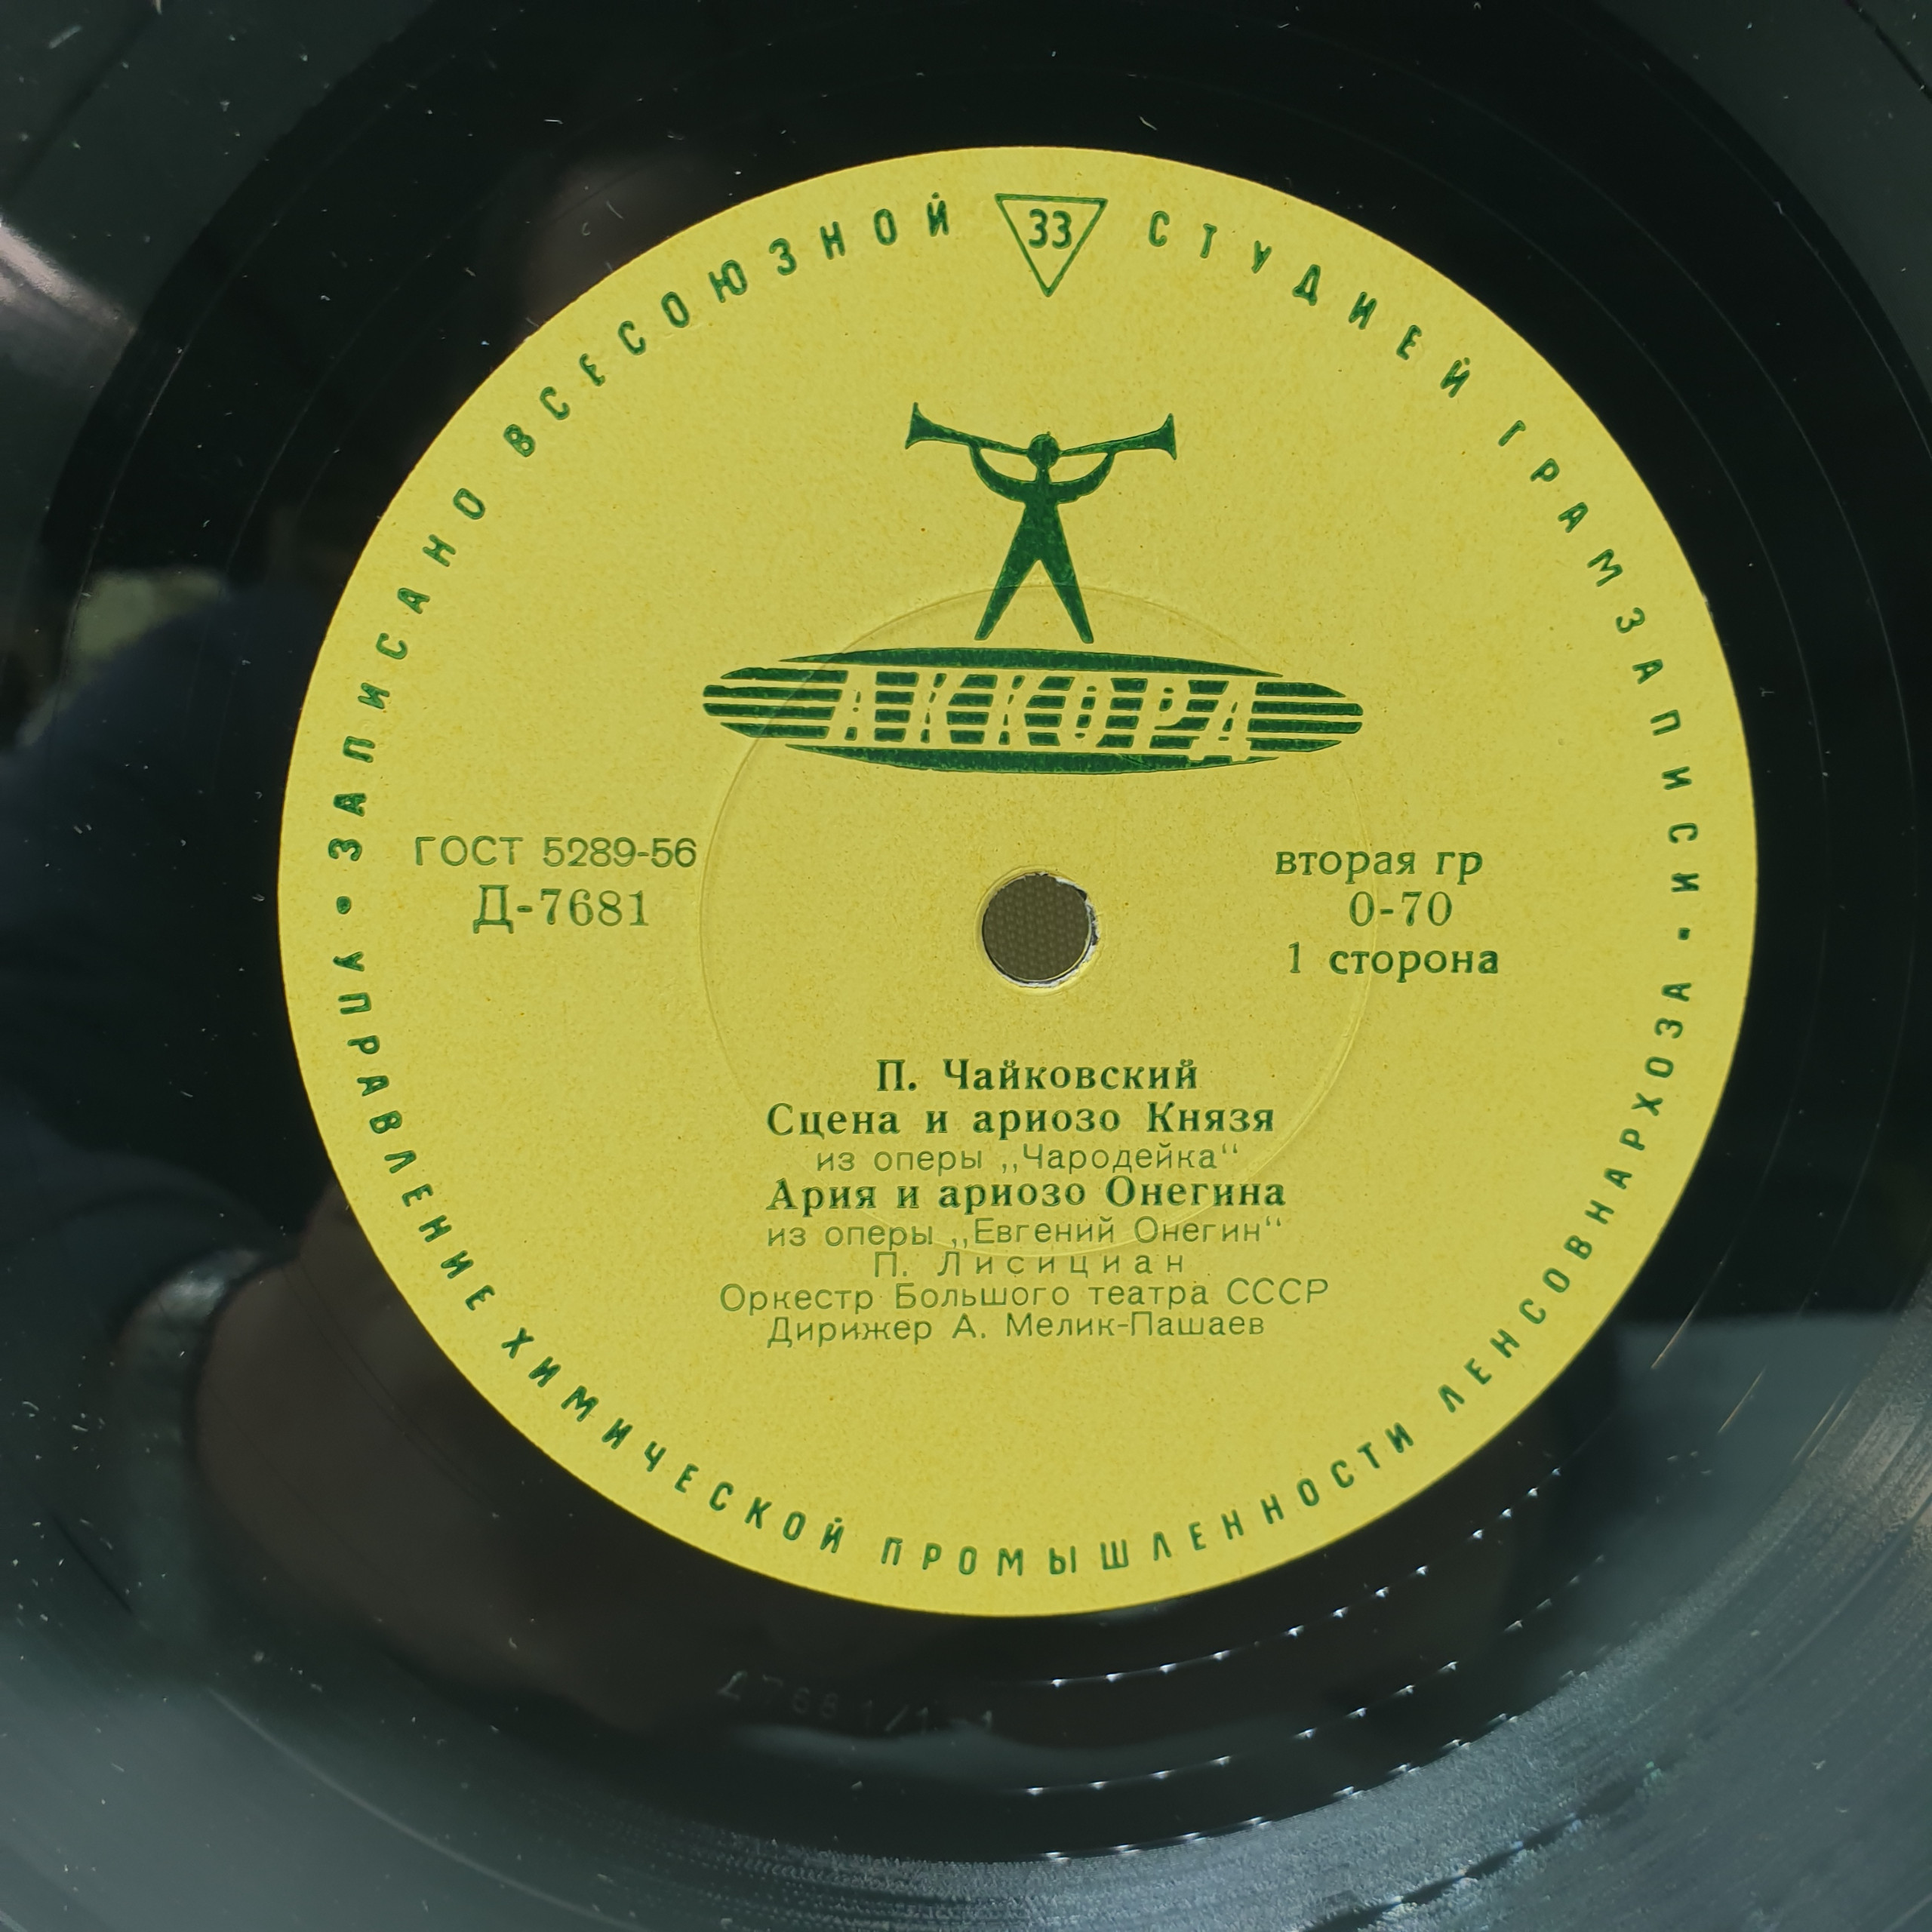 ЗАПИСАНО ВСЕСОЮЗНОЙ 33 СТУДИЕЙ ГРАМЗАПИСИ
АККОРД
ГОСТ 5289-56
Д-7681
вторая гр
0-70
1 сторона
П. Чайковский
Сцена и ариозо Князя
из оперы „Чародейка“
Ария и ариозо Онегина
из оперы „Евгений Онегин“
П. Лисициан
Оркестр Большого театра СССР
Дирижер А. Мелик-Пашаев
УПРАВЛЕНИЕ ХИМИЧЕСКОЙ ПРОМЫШЛЕННОСТИ ЛЕНСОВНАРХОЗА